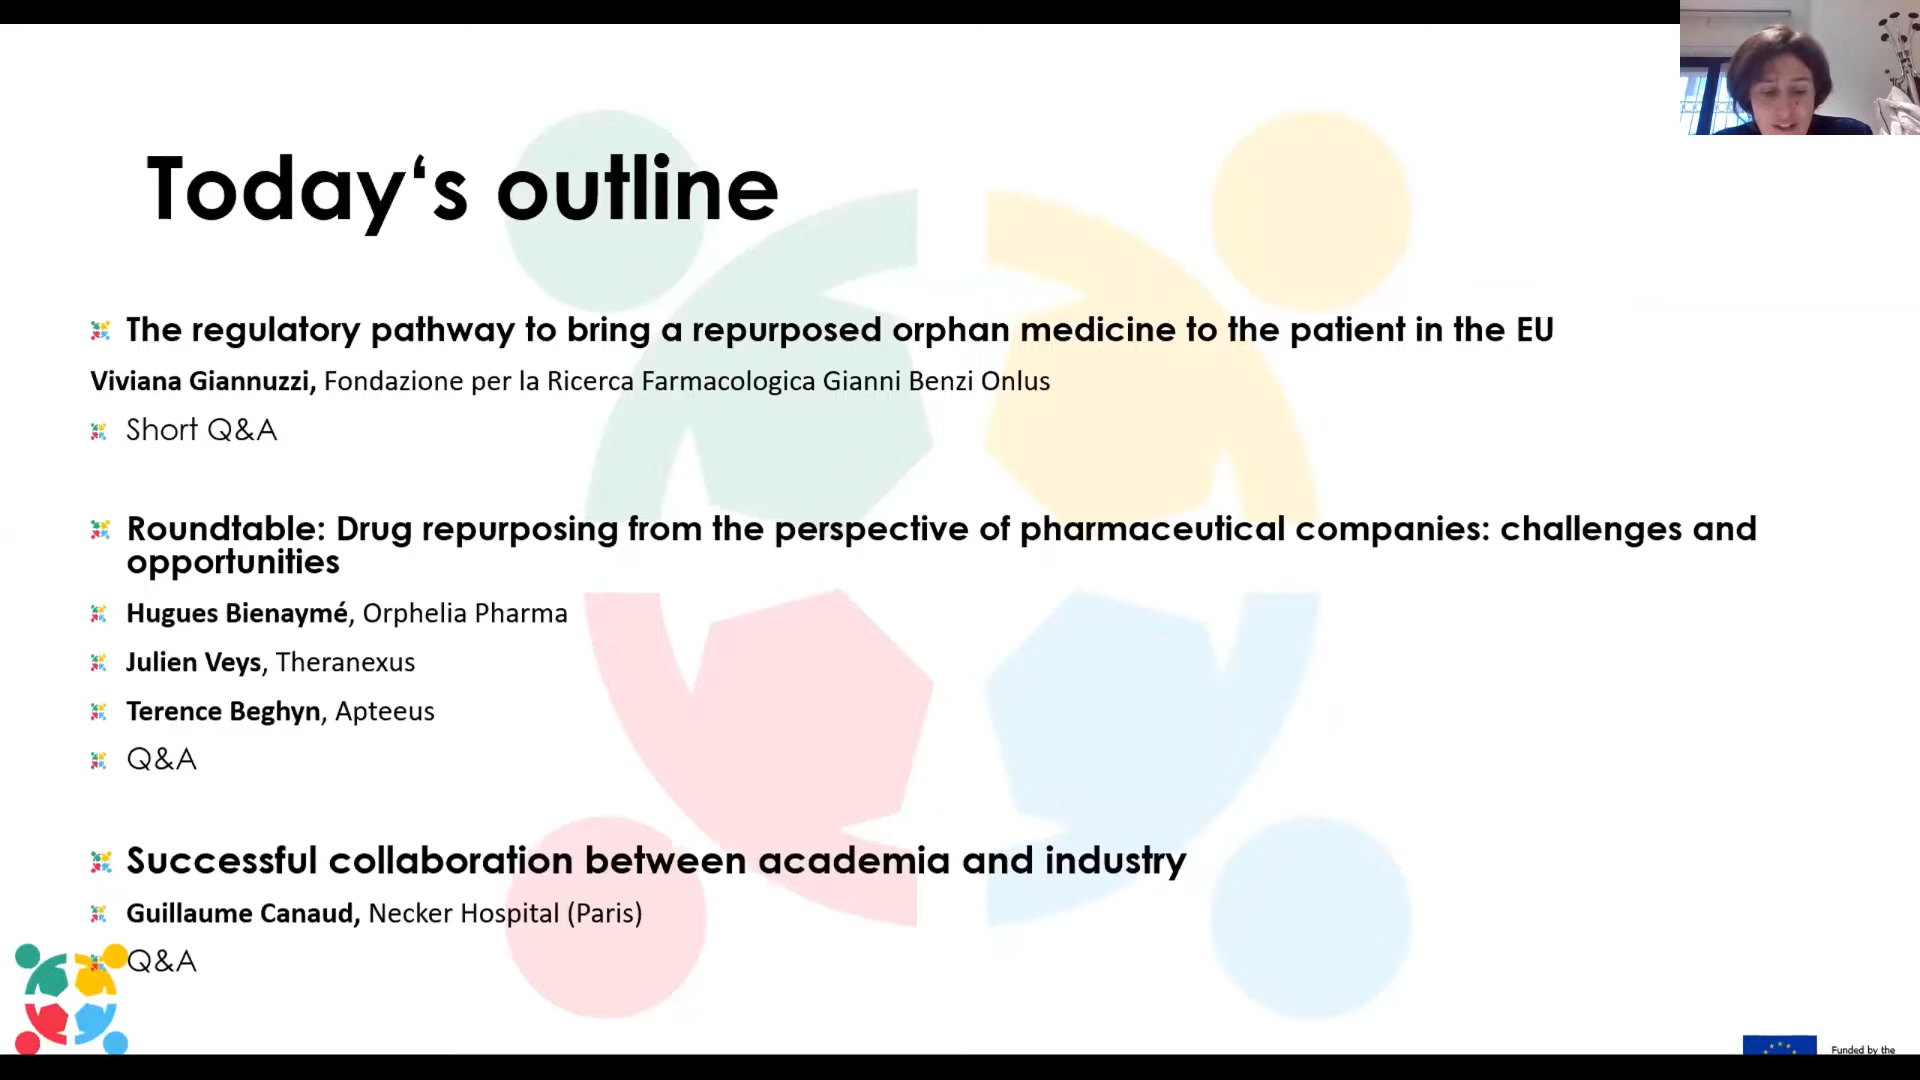 Today‘s outline
The regulatory pathway to bring a repurposed orphan medicine to the patient in the EU
Viviana Giannuzzi, Fondazione per la Ricerca Farmacologica Gianni Benzi Onlus
Short Q&A
Roundtable: Drug repurposing from the perspective of pharmaceutical companies: challenges and
opportunities
Hugues Bienaymé, Orphelia Pharma
Julien Veys, Theranexus
Terence Beghyn, Apteeus
Q&A
Successful collaboration between academia and industry
Guillaume Canaud, Necker Hospital (Paris)
Q&A
Funded by the